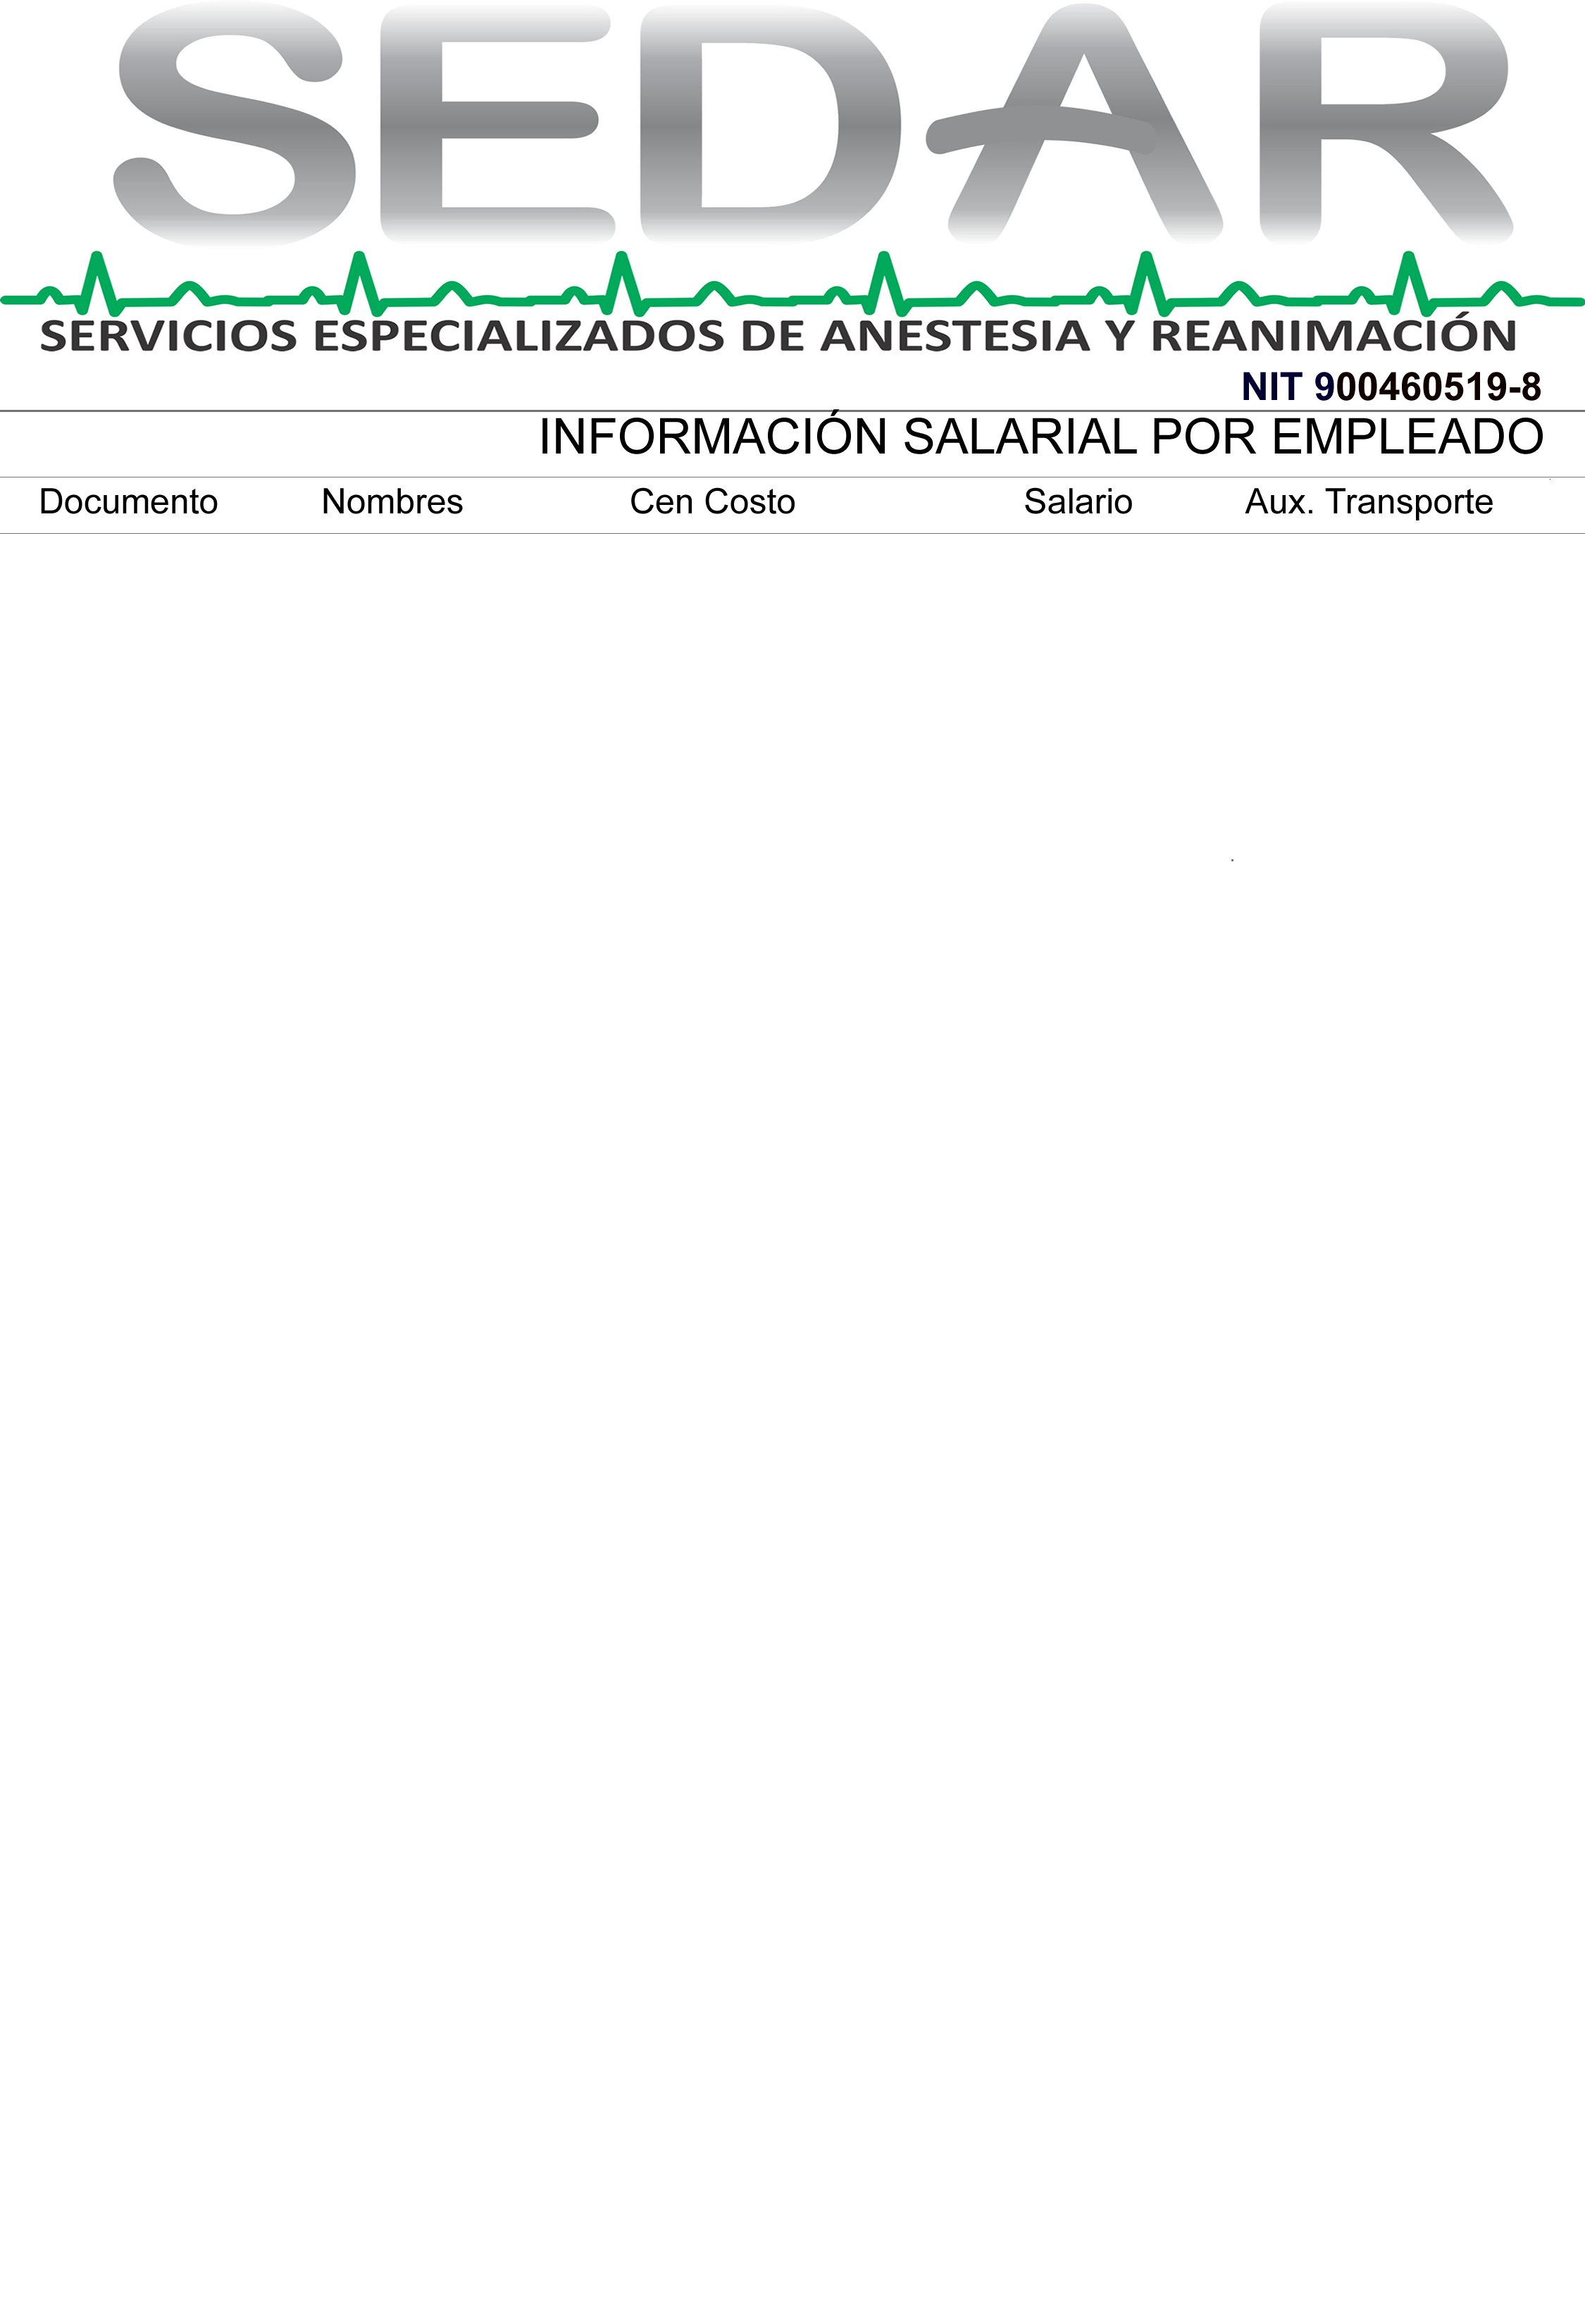 SEDAR
SERVICIOS ESPECIALIZADOS DE ANESTESIA Y REANIIMACIÓN
NIT 900460519-8
INFORMACIÓN SALARIAL POR EMPLEADO
Documento Nombres Cen Costo Salario Aux. Transporte